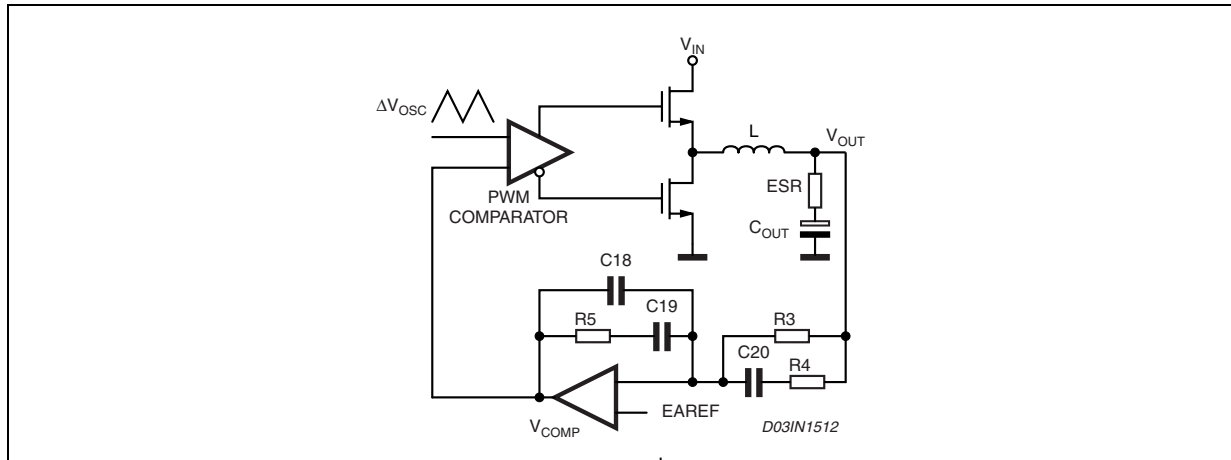 V_IN
ΔV_OSC
L
V_OUT
ESR
PWM
COMPARATOR
C_OUT
C18
C19
R5
R3
C20
R4
EAREF
V_COMP
D03IN1512